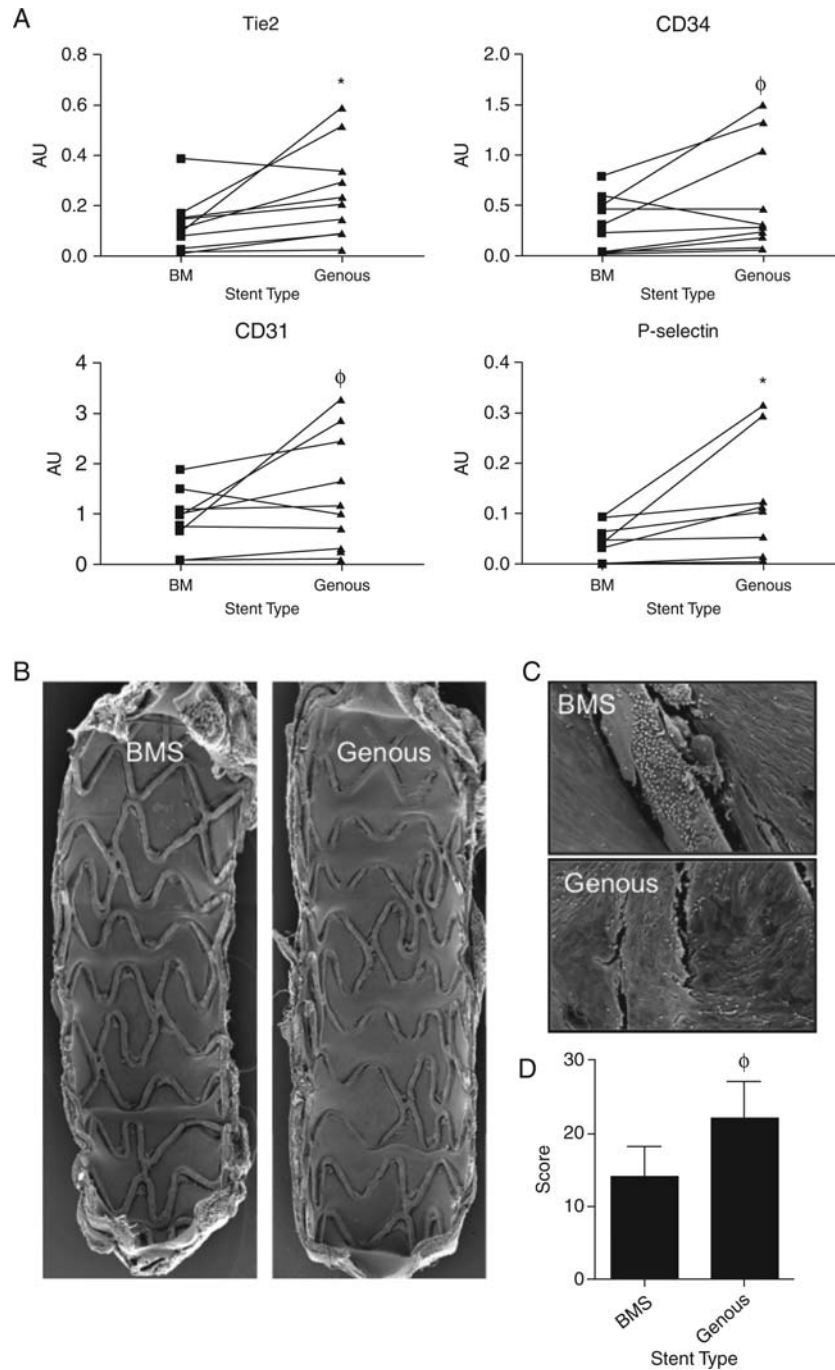 A
Tie2
0.8
0.6
0.4
0.2
0.0
AU
*
BM
Genous
Stent Type
CD34
2.0
1.5
1.0
0.5
0.0
AU
ϕ
BM
Genous
Stent Type
CD31
4
3
2
1
0
AU
ϕ
BM
Genous
Stent Type
P-selectin
0.4
0.3
0.2
0.1
0.0
AU
*
BM
Genous
Stent Type
B
BMS
Genous
C
BMS
Genous
D
30
20
10
0
Score
ϕ
BMS
Genous
Stent Type